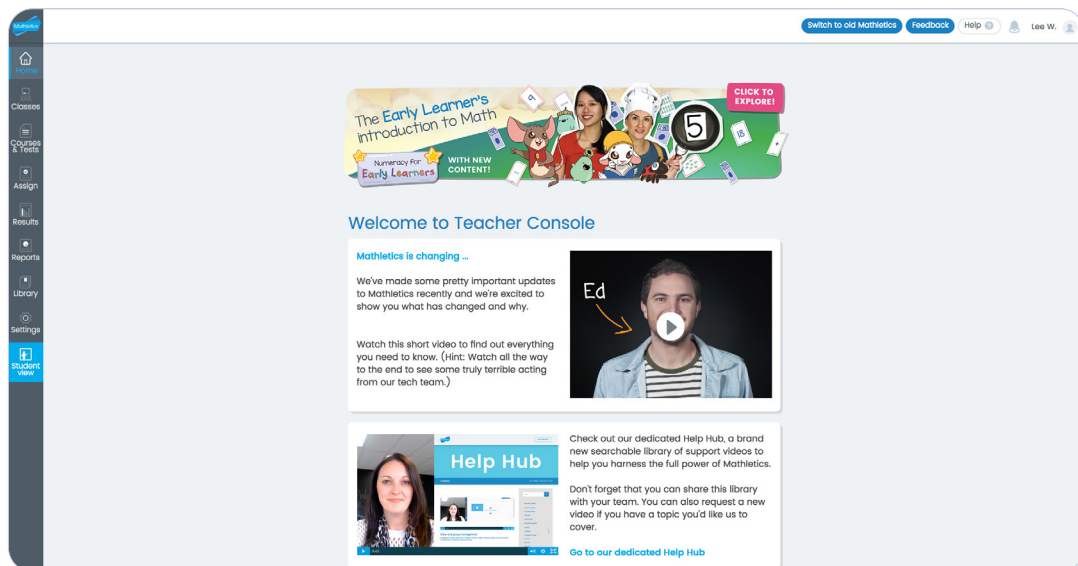 Mathletics
Switch to old Mathletics
Feedback
Help
Lee W.
Home
Classes
Courses
& Tests
Assign
Results
Reports
Library
Settings
Student
view
The Early Learner's
introduction to Math
Numeracy for
Early Learners
WITH NEW
CONTENT!
CLICK TO
EXPLORE!
9
5
18
Welcome to Teacher Console
Mathletics is changing ...
We've made some pretty important updates
to Mathletics recently and we're excited to
show you what has changed and why.
Watch this short video to find out everything
you need to know. (Hint: Watch all the way
to the end to see some truly terrible acting
from our tech team.)
Ed
Help Hub
Check out our dedicated Help Hub, a brand
new searchable library of support videos to
help you harness the full power of Mathletics.
Don't forget that you can share this library
with your team. You can also request a new
video if you have a topic you'd like us to
cover.
Go to our dedicated Help Hub